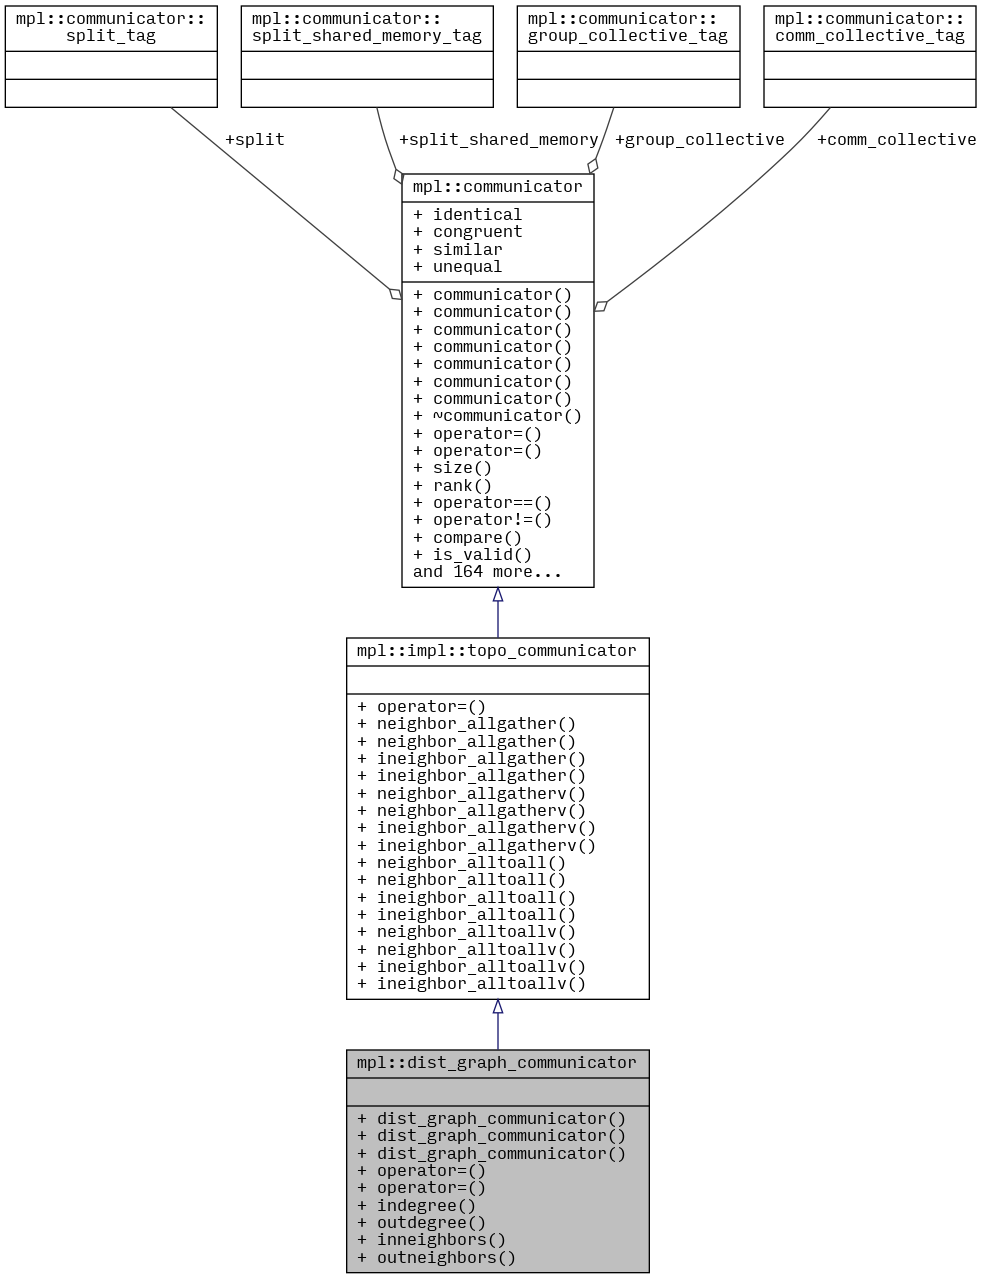 mpl::communicator::
split_tag
mpl::communicator::
split_shared_memory_tag
mpl::communicator::
group_collective_tag
mpl::communicator::
comm_collective_tag
+split
+split_shared_memory
+group_collective
+comm_collective
mpl::communicator
+ identical
+ congruent
+ similar
+ unequal
+ communicator()
+ communicator()
+ communicator()
+ communicator()
+ communicator()
+ communicator()
+ communicator()
+ ~communicator()
+ operator=()
+ operator=()
+ size()
+ rank()
+ operator==()
+ operator!=()
+ compare()
+ is_valid()
and 164 more...
mpl::impl::topo_communicator
+ operator=()
+ neighbor_allgather()
+ neighbor_allgather()
+ ineighbor_allgather()
+ ineighbor_allgather()
+ neighbor_allgatherv()
+ neighbor_allgatherv()
+ ineighbor_allgatherv()
+ ineighbor_allgatherv()
+ neighbor_alltoall()
+ neighbor_alltoall()
+ ineighbor_alltoall()
+ ineighbor_alltoall()
+ neighbor_alltoallv()
+ neighbor_alltoallv()
+ ineighbor_alltoallv()
+ ineighbor_alltoallv()
mpl::dist_graph_communicator
+ dist_graph_communicator()
+ dist_graph_communicator()
+ dist_graph_communicator()
+ operator=()
+ operator=()
+ indegree()
+ outdegree()
+ inneighbors()
+ outneighbors()